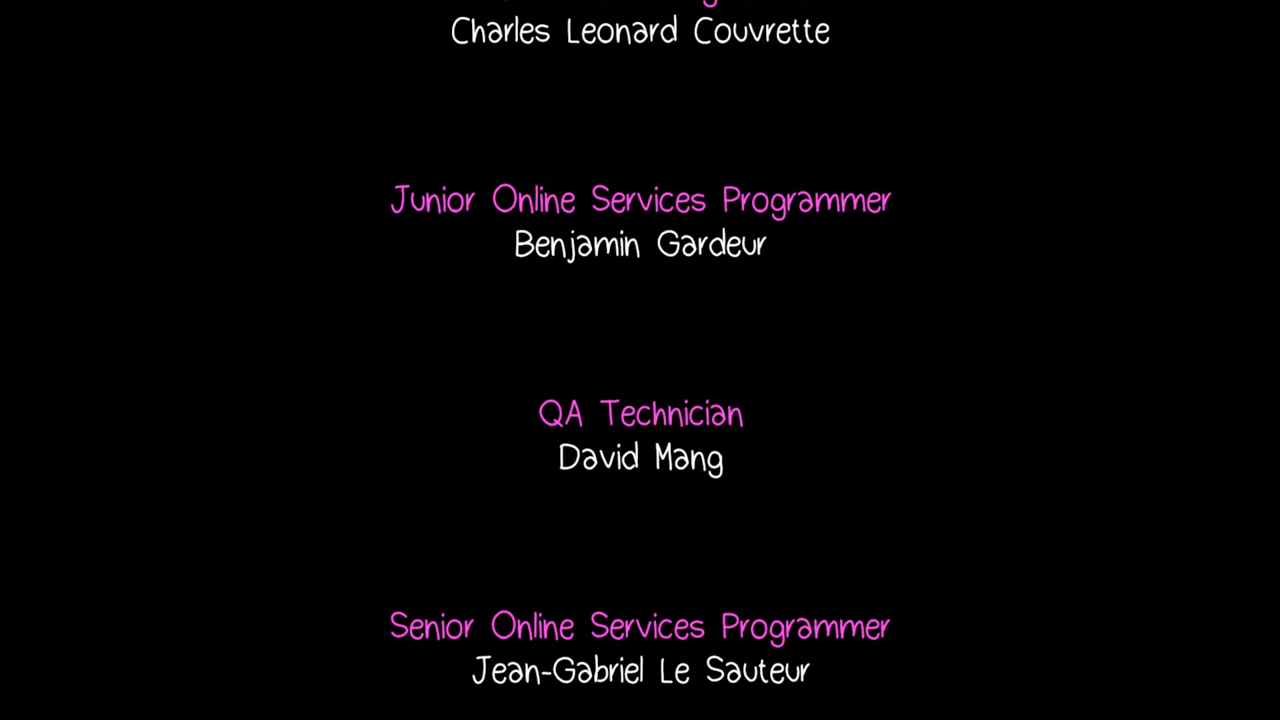 Charles Leonard Couvrette
Junior Online Services Programmer
Benjamin Gardeur
QA Technician
David Mang
Senior Online Services Programmer
Jean-Gabriel Le Sauteur